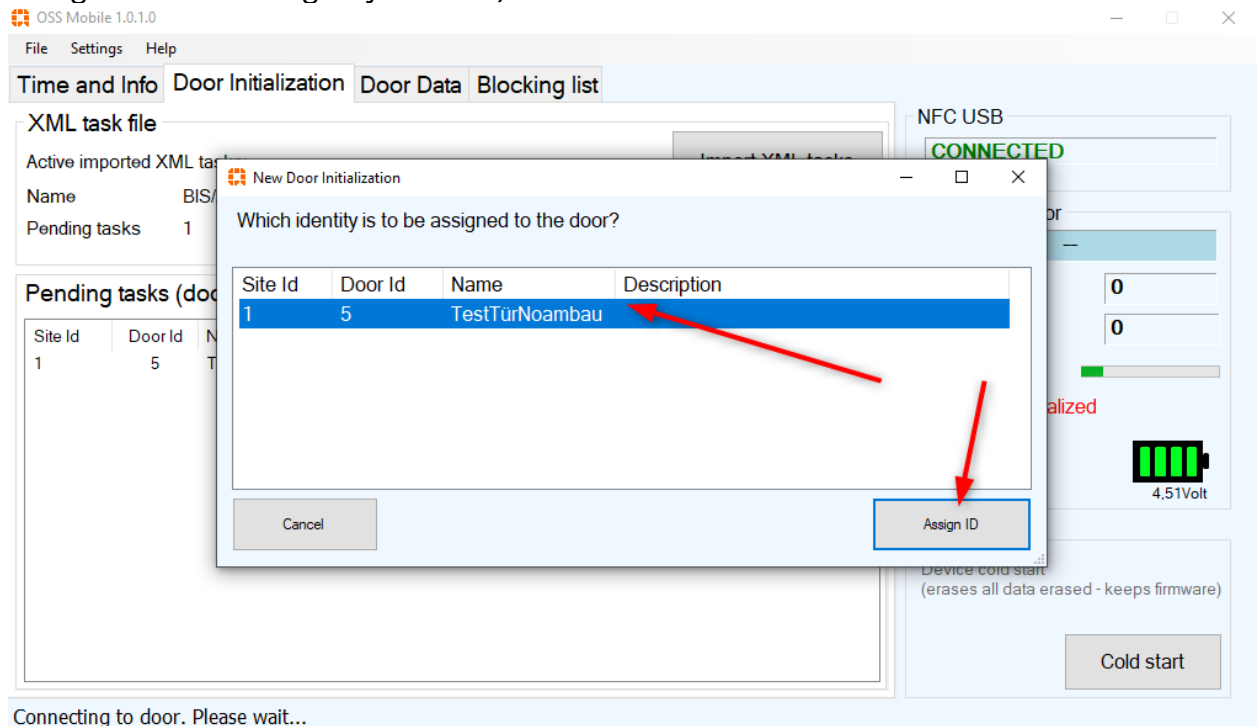 OSS Mobile 1.0.1.0
File Settings Help
Time and Info Door Initialization Door Data Blocking list
XML task file
Active imported XML
Name BIS/
Pending tasks 1
Import XML tasks
NFC USB
CONNECTED
--
0
0
alized
4,51Volt
New Door Initialization
Which identity is to be assigned to the door?
Site Id Door Id Name Description
1 5 TestTürNoambau
Cancel
Assign ID
Pending tasks (doo
Site Id Door Id N
1 5 T
Device cold start
(erases all data erased - keeps firmware)
Cold start
Connecting to door. Please wait...